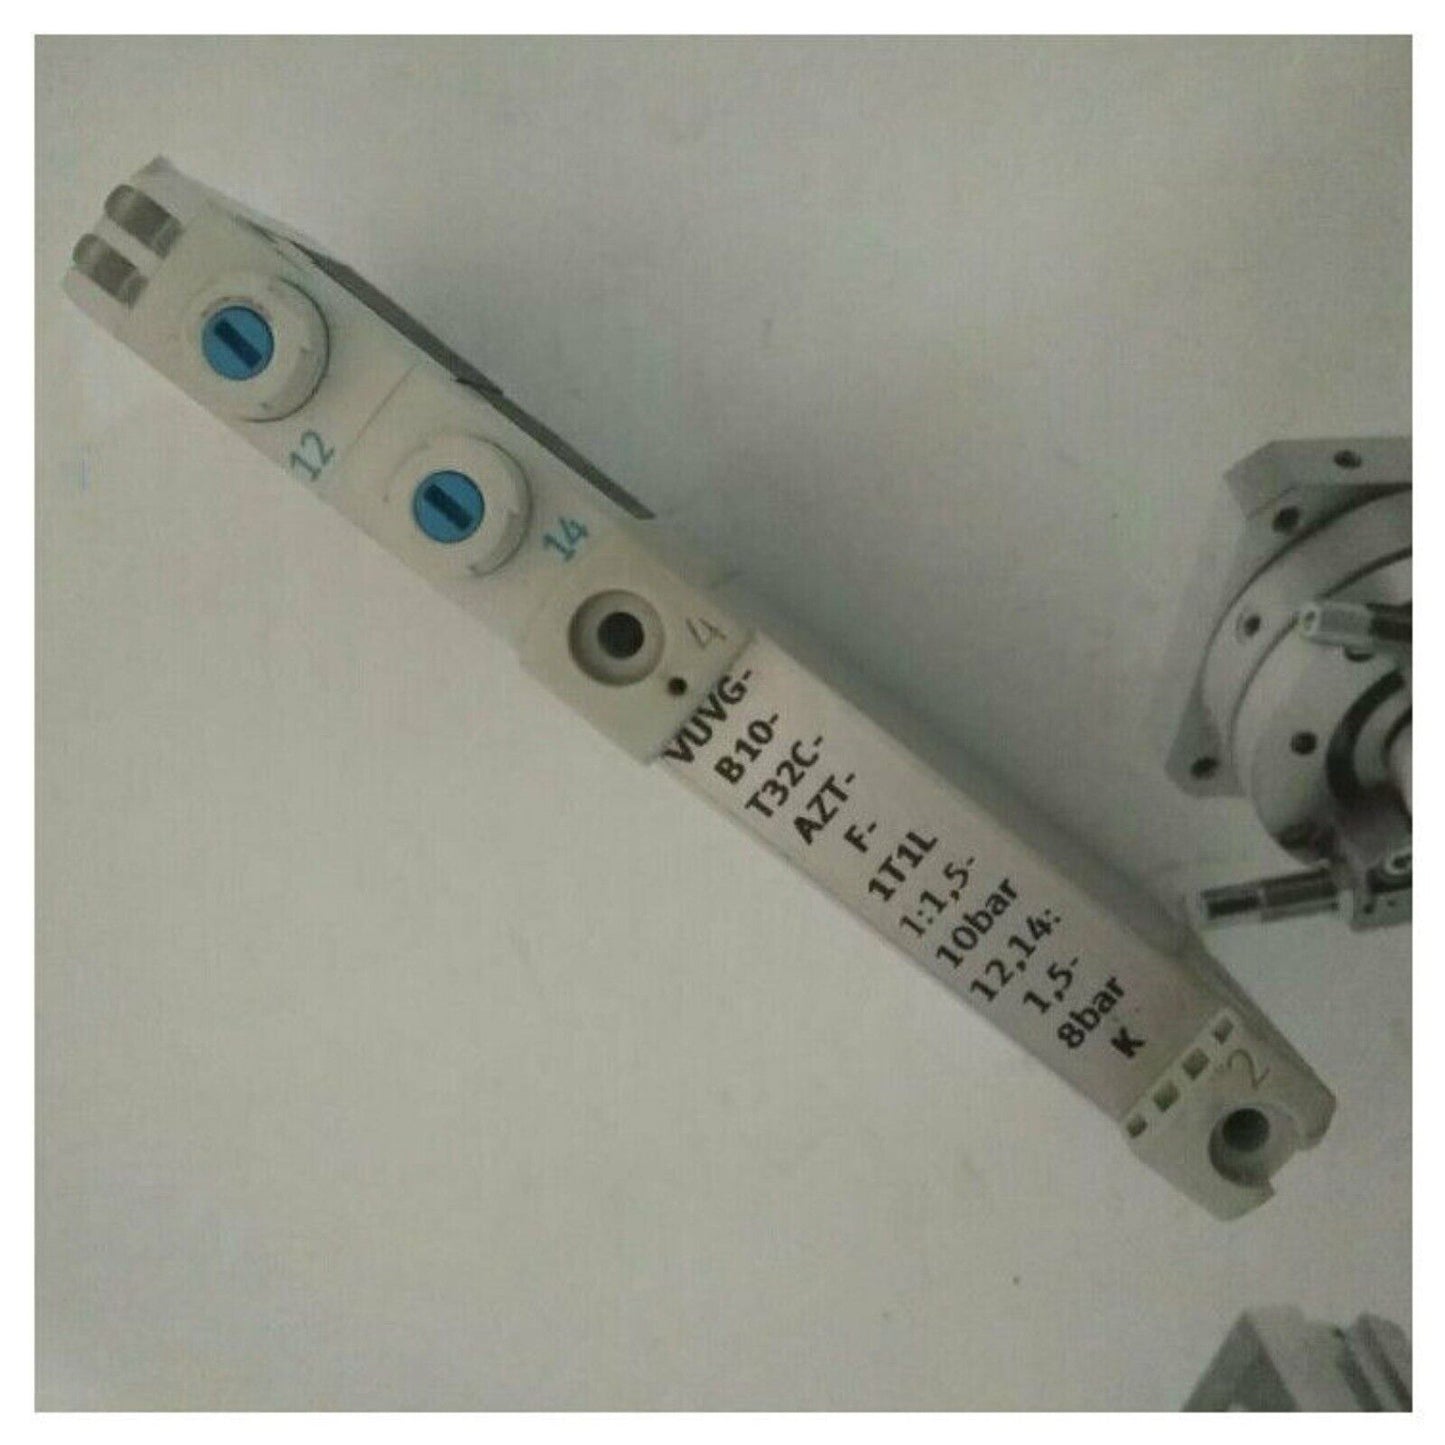 12
14
4
VUVG-
B10-
T32C-
AZT-
F-
1T1L
1:1,5-
10bar
12,14:
1,5-
8bar
K
2